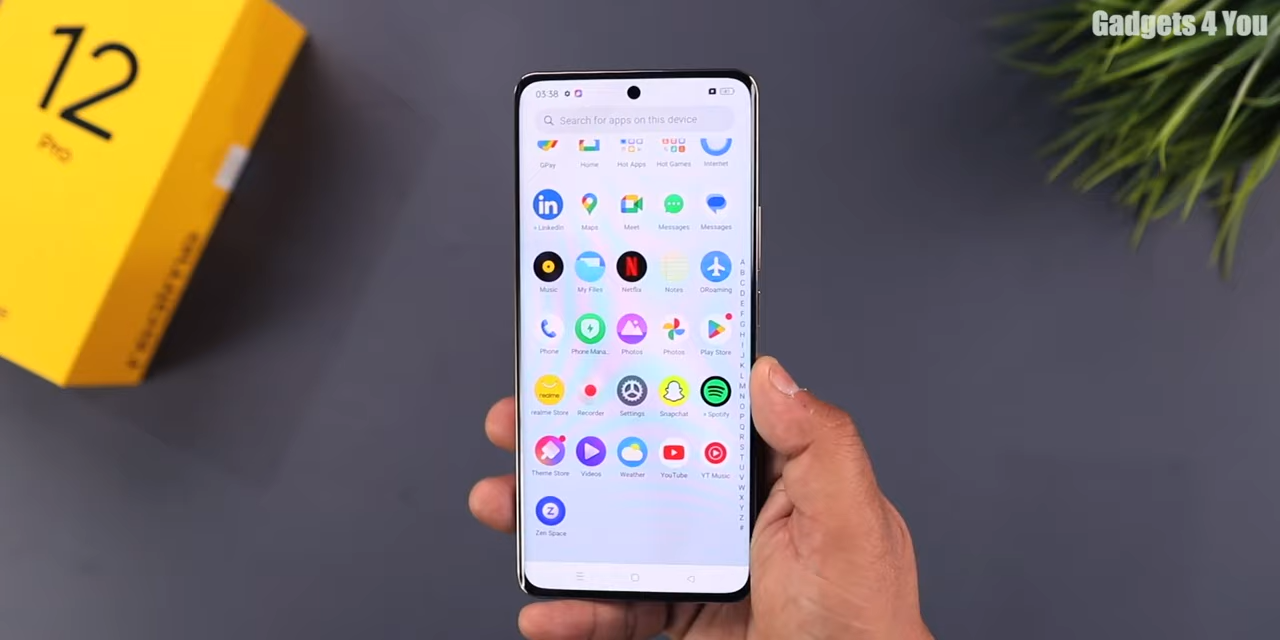 Gadgets 4 You
12
Pro
03:38
Search for apps on this device
GPay Home Hot Apps Hot Games Internet
LinkedIn Maps Meet Messages Messages
Music My Files Netflix Notes ORoaming
Phone Phone Mana... Photos Photos Play Store
realme Store Recorder Settings Snapchat Spotify
Theme Store Videos Weather YouTube YT Music
Zen Space
A
B
C
D
E
F
G
H
I
J
K
L
M
N
O
P
Q
R
S
T
U
V
W
X
Y
Z
#